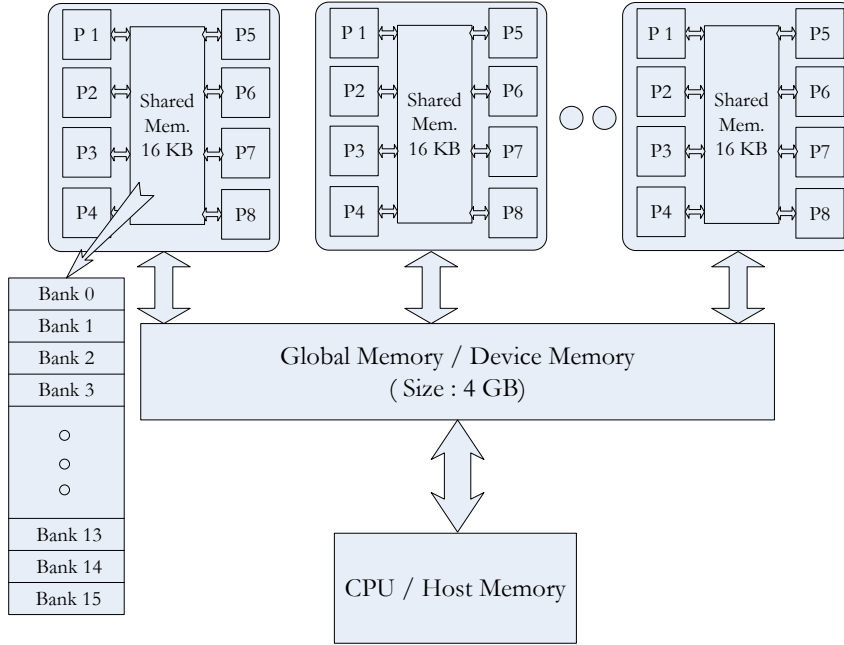 P 1
P5
P2
P6
P3
P7
P4
P8
Shared
Mem.
16 KB
P 1
P5
P2
P6
P3
P7
P4
P8
Shared
Mem.
16 KB
P 1
P5
P2
P6
P3
P7
P4
P8
Shared
Mem.
16 KB
Bank 0
Bank 1
Bank 2
Bank 3
Bank 13
Bank 14
Bank 15
Global Memory / Device Memory
( Size : 4 GB)
CPU / Host Memory